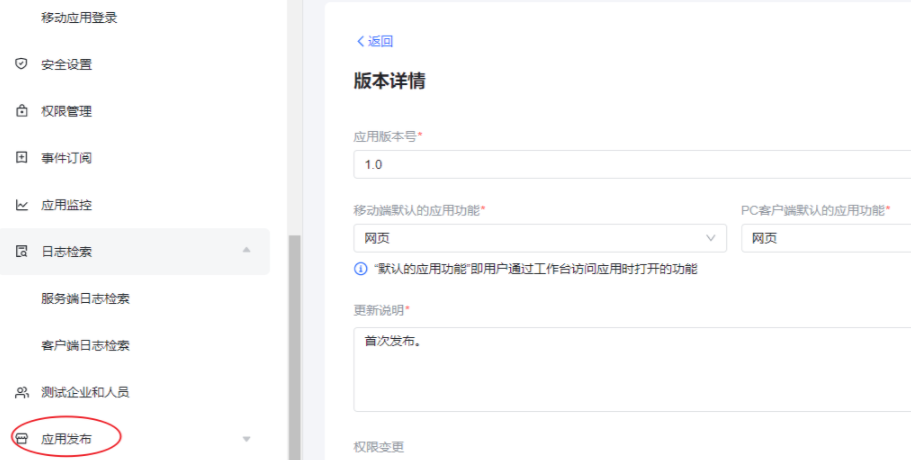 移动应用登录
安全设置
权限管理
事件订阅
应用监控
日志检索
服务端日志检索
客户端日志检索
测试企业和人员
应用发布
返回
版本详情
应用版本号*
1.0
移动端默认的应用功能*
PC客户端默认的应用功能*
网页
网页
“默认的应用功能”即用户通过工作台访问应用时打开的功能
更新说明*
首次发布。
权限变更